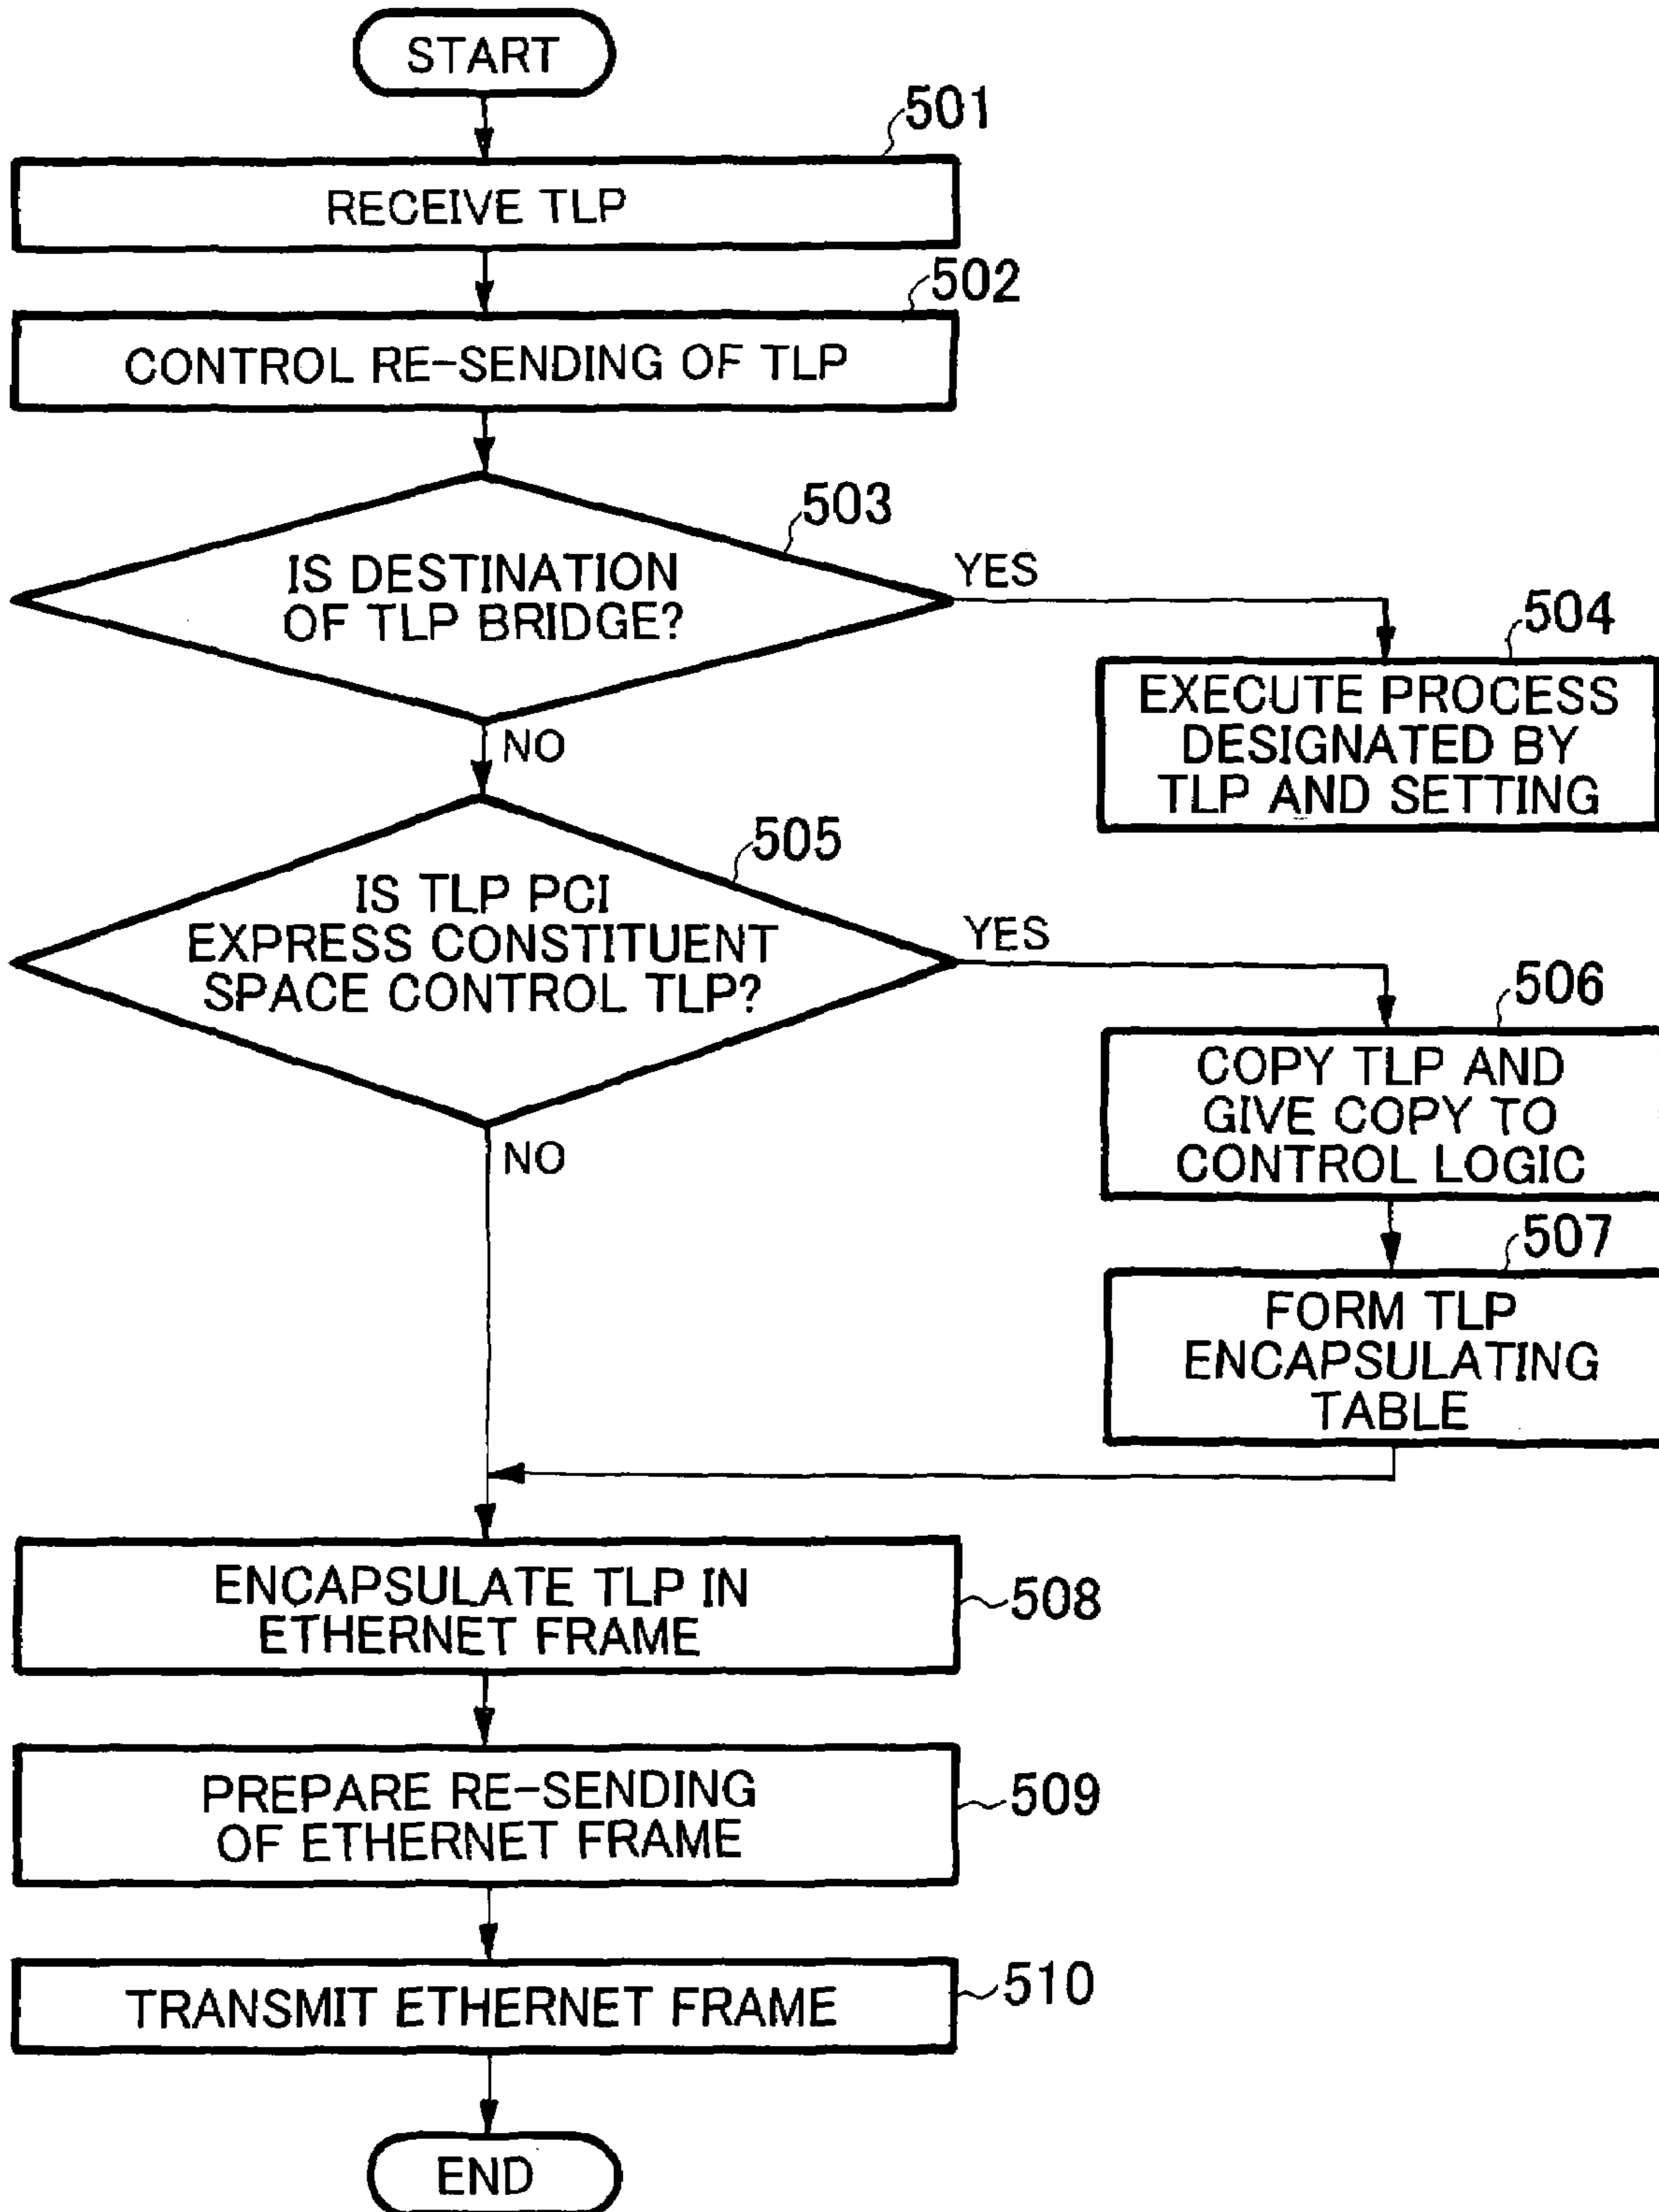 START
501
RECEIVE TLP
502
CONTROL RE-SENDING OF TLP
503
IS DESTINATION
OF TLP BRIDGE?
YES
NO
504
EXECUTE PROCESS
DESIGNATED BY
TLP AND SETTING
505
IS TLP PCI
EXPRESS CONSTITUENT
SPACE CONTROL TLP?
YES
NO
506
COPY TLP AND
GIVE COPY TO
CONTROL LOGIC
507
FORM TLP
ENCAPSULATING
TABLE
ENCAPSULATE TLP IN
ETHERNET FRAME
508
PREPARE RE-SENDING
OF ETHERNET FRAME
509
TRANSMIT ETHERNET FRAME
510
END